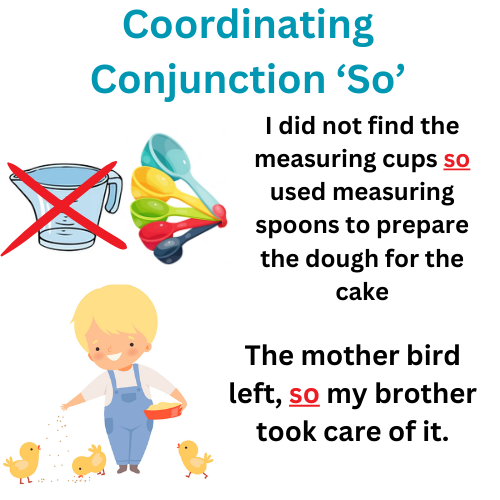 Coordinating
Conjunction ‘So’
I did not find the
measuring cups so
used measuring
spoons to prepare
the dough for the
cake
The mother bird
left, so my brother
took care of it.